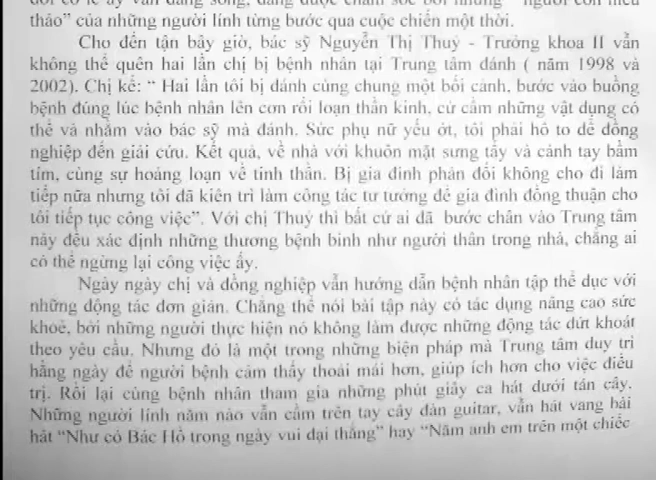 đời có lẽ ấy vẫn đang sống, đang được chăm sóc bởi những "người con hiếu
thảo" của những người lính từng bước qua cuộc chiến một thời.
Cho đến tận bây giờ, bác sỹ Nguyễn Thị Thuỷ - Trưởng khoa II vẫn
không thể quên hai lần chị bị bệnh nhân tại Trung tâm đánh ( năm 1998 và
2002). Chị kể: " Hai lần tôi bị đánh cùng chung một bối cảnh, bước vào buồng
bệnh đúng lúc bệnh nhân lên cơn rối loạn thần kinh, cứ cầm những vật dụng có
thể và nhằm vào bác sỹ mà đánh. Sức phụ nữ yếu ớt, tôi phải hô to để đồng
nghiệp đến giải cứu. Kết quả, về nhà với khuôn mặt sưng tấy và cánh tay bầm
tím, cùng sự hoảng loạn về tinh thần. Bị gia đình phản đối không cho đi làm
tiếp nữa nhưng tôi đã kiên trì làm công tác tư tưởng để gia đình đồng thuận cho
tôi tiếp tục công việc". Với chị Thuỷ thì bất cứ ai đã bước chân vào Trung tâm
này đều xác định những thương bệnh binh như người thân trong nhà, chẳng ai
có thể ngừng lại công việc ấy.
Ngày ngày chị và đồng nghiệp vẫn hướng dẫn bệnh nhân tập thể dục với
những động tác đơn giản. Chẳng thể nói bài tập này có tác dụng nâng cao sức
khoẻ, bởi những người thực hiện nó không làm được những động tác dứt khoát
theo yêu cầu. Nhưng đó là một trong những biện pháp mà Trung tâm duy trì
hằng ngày để người bệnh cảm thấy thoải mái hơn, giúp ích hơn cho việc điều
trị. Rồi lại cùng bệnh nhân tham gia những phút giây ca hát dưới tán cây.
Những người lính năm nào vẫn cầm trên tay cây đàn guitar, vẫn hát vang bài
hát "Như có Bác Hồ trong ngày vui đại thắng" hay "Năm anh em trên một chiếc